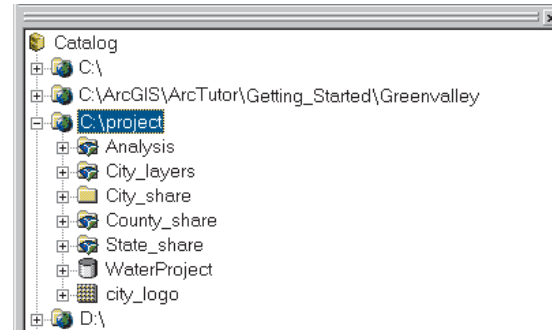 Catalog
C:\
C:\ArcGIS\ArcTutor\Getting_Started\Greenvalley
C:\project
Analysis
City_layers
City_share
County_share
State_share
WaterProject
city_logo
D:\